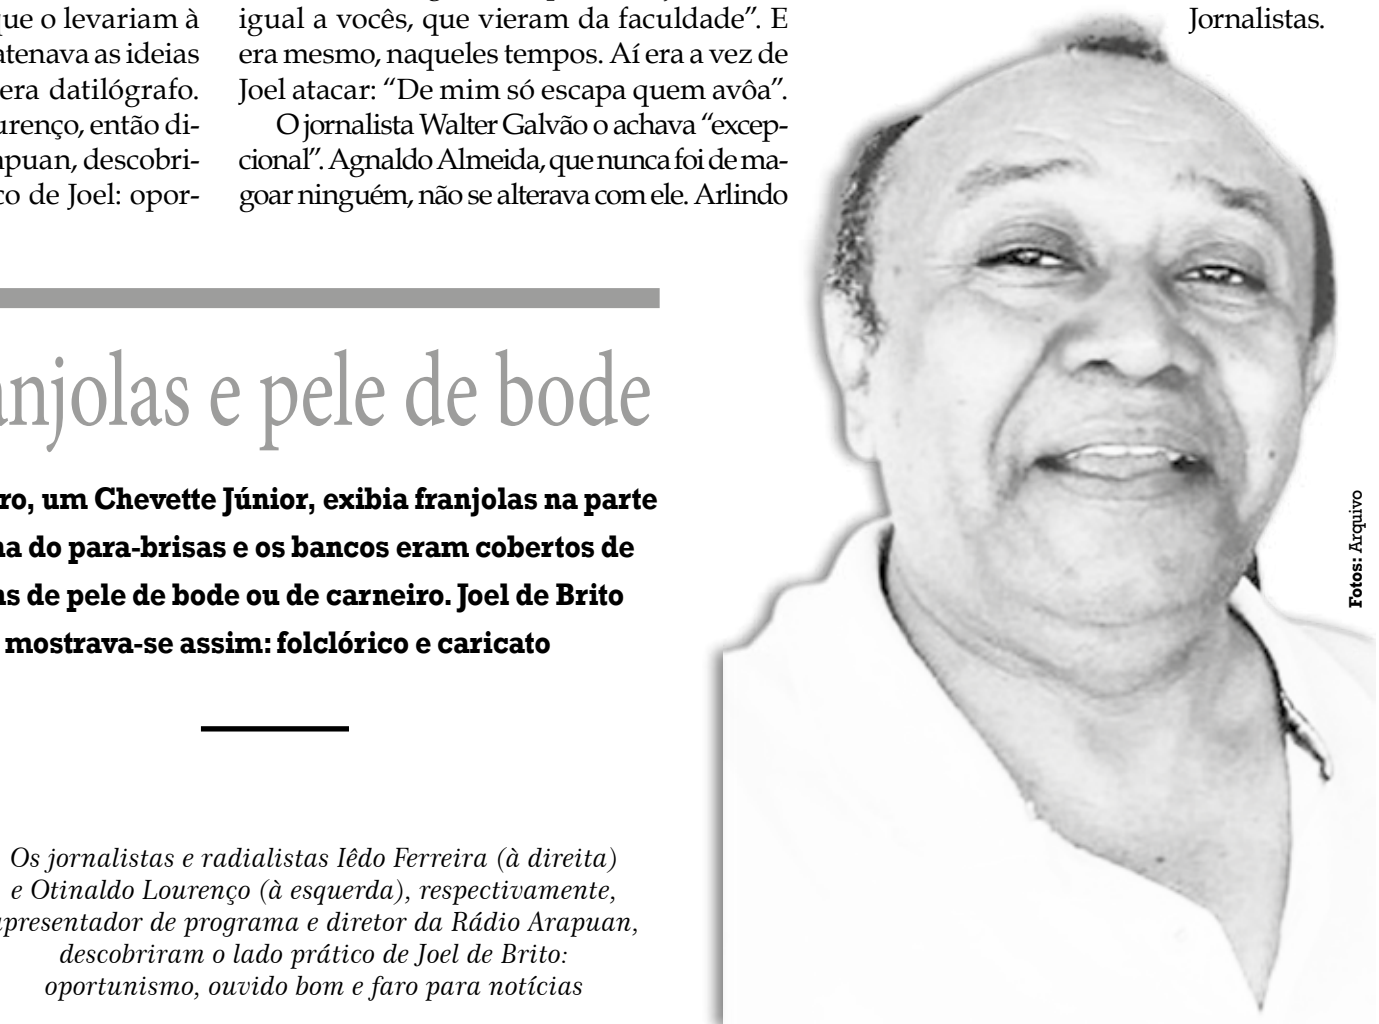 que o levariam à
atenava as ideias
era datilógrafo.
urenço, então di-
apuan, descobri-
co de Joel: opor-
igual a vocês, que vieram da faculdade”. E
era mesmo, naqueles tempos. Aí era a vez de
Joel atacar: “De mim só escapa quem avôa”.
O jornalista Walter Galvão o achava “excep-
cional”. Agnaldo Almeida, que nunca foi de ma-
goar ninguém, não se alterava com ele. Arlindo
Jornalistas.
anjolas e pele de bode
ro, um Chevette Júnior, exibia franjolas na parte
na do para-brisas e os bancos eram cobertos de
as de pele de bode ou de carneiro. Joel de Brito
mostrava-se assim: folclórico e caricato
Fotos: Arquivo
Os jornalistas e radialistas Iêdo Ferreira (à direita)
e Otinaldo Lourenço (à esquerda), respectivamente,
apresentador de programa e diretor da Rádio Arapuan,
descobriram o lado prático de Joel de Brito:
oportunismo, ouvido bom e faro para notícias